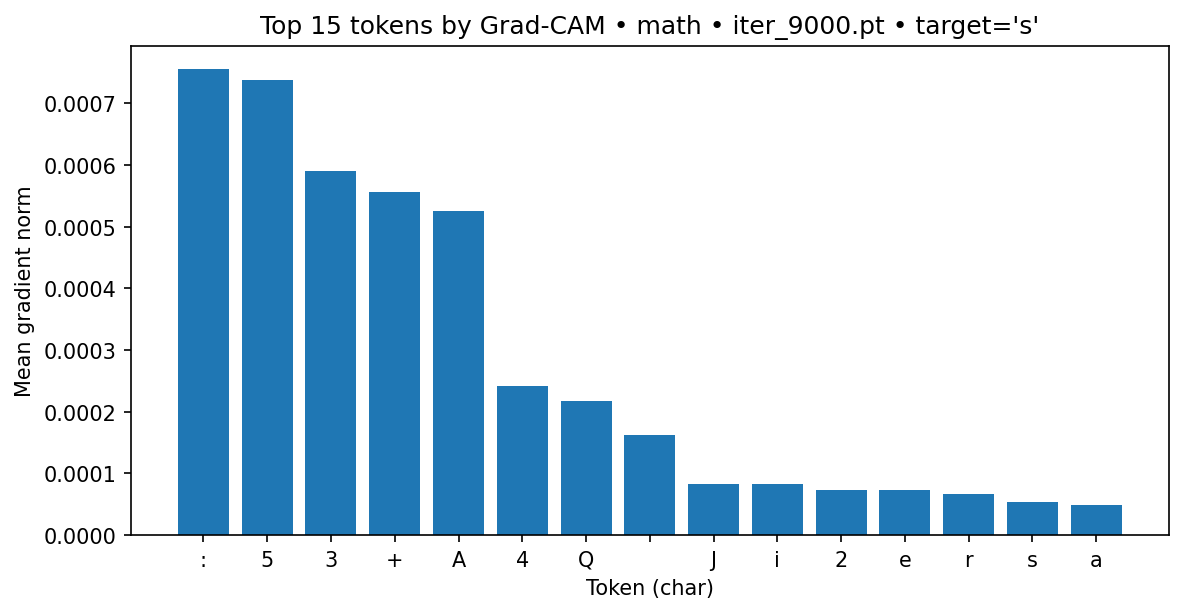 Top 15 tokens by Grad-CAM • math • iter_9000.pt • target='s'
Mean gradient norm
0.0007
0.0006
0.0005
0.0004
0.0003
0.0002
0.0001
0.0000
: 5 3 + A 4 Q J i 2 e r s a
Token (char)